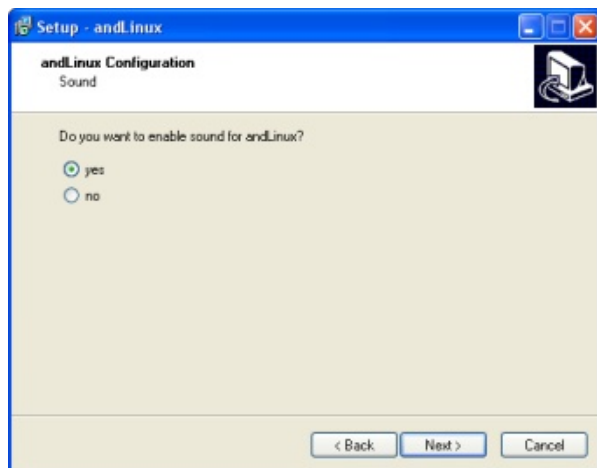 Setup - andLinux
andLinux Configuration
Sound
Do you want to enable sound for andLinux?
yes
no
< Back
Next >
Cancel